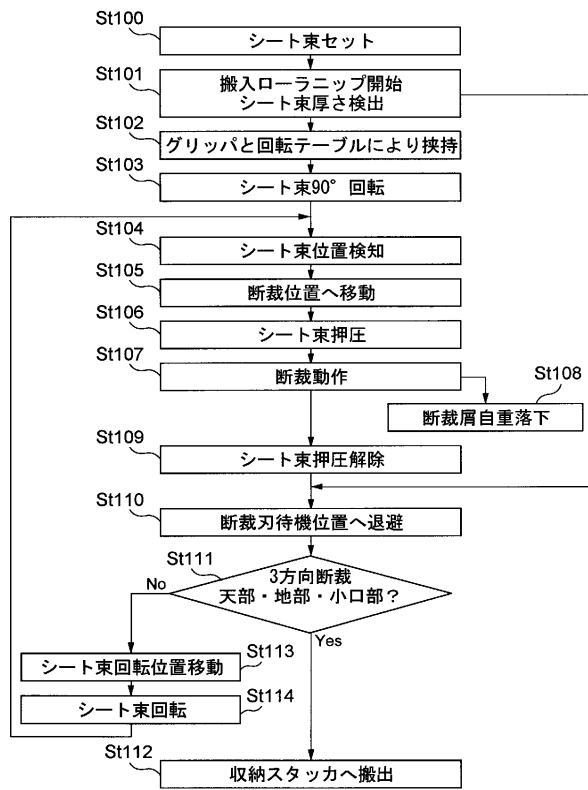 St100
シート束セット
St101
搬入ローラニップ開始
シート束厚さ検出
St102
グリッパと回転テーブルにより挟持
St103
シート束90° 回転
St104
シート束位置検知
St105
断裁位置へ移動
St106
シート束押圧
St107
断裁動作
St108
断裁屑自重落下
St109
シート束押圧解除
St110
断裁刃待機位置へ退避
St111
3方向断裁
天部・地部・小口部？
No
Yes
シート束回転位置移動
St113
シート束回転
St114
St112
収納スタッカへ搬出